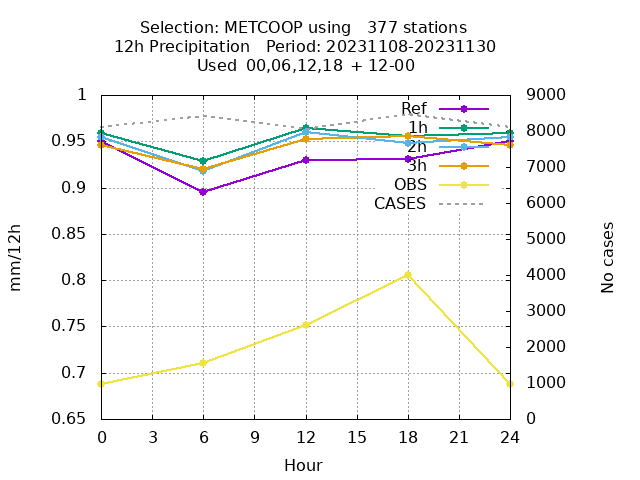 Selection: METCOOP using   377 stations
12h Precipitation   Period: 20231108-20231130
Used  00,06,12,18  + 12-00
1
0.95
0.9
0.85
0.8
0.75
0.7
0.65
mm/12h
Ref
1h
2h
3h
OBS
CASES
9000
8000
7000
6000
5000
4000
3000
2000
1000
0
No cases
0 3 6 9 12 15 18 21 24
Hour